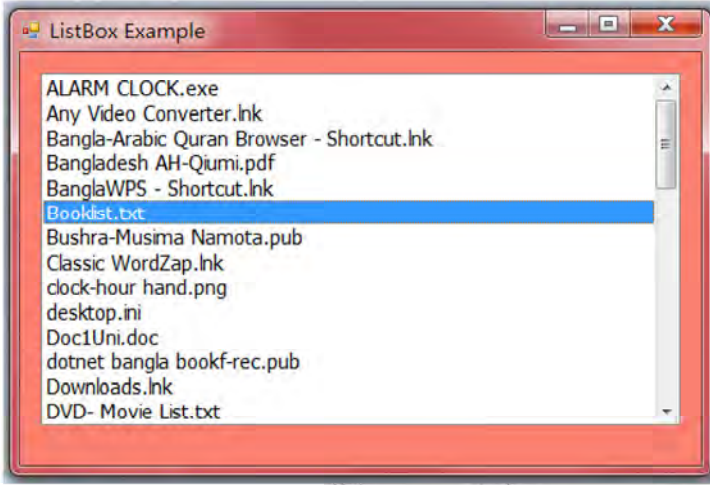 ListBox Example
ALARM CLOCK.exe
Any Video Converter.lnk
Bangla-Arabic Quran Browser - Shortcut.lnk
Bangladesh AH-Qiumi.pdf
BanglaWPS - Shortcut.lnk
Booklist.txt
Bushra-Musima Namota.pub
Classic WordZap.lnk
clock-hour hand.png
desktop.ini
Doc1Uni.doc
dotnet bangla bookf-rec.pub
Downloads.lnk
DVD- Movie List.txt